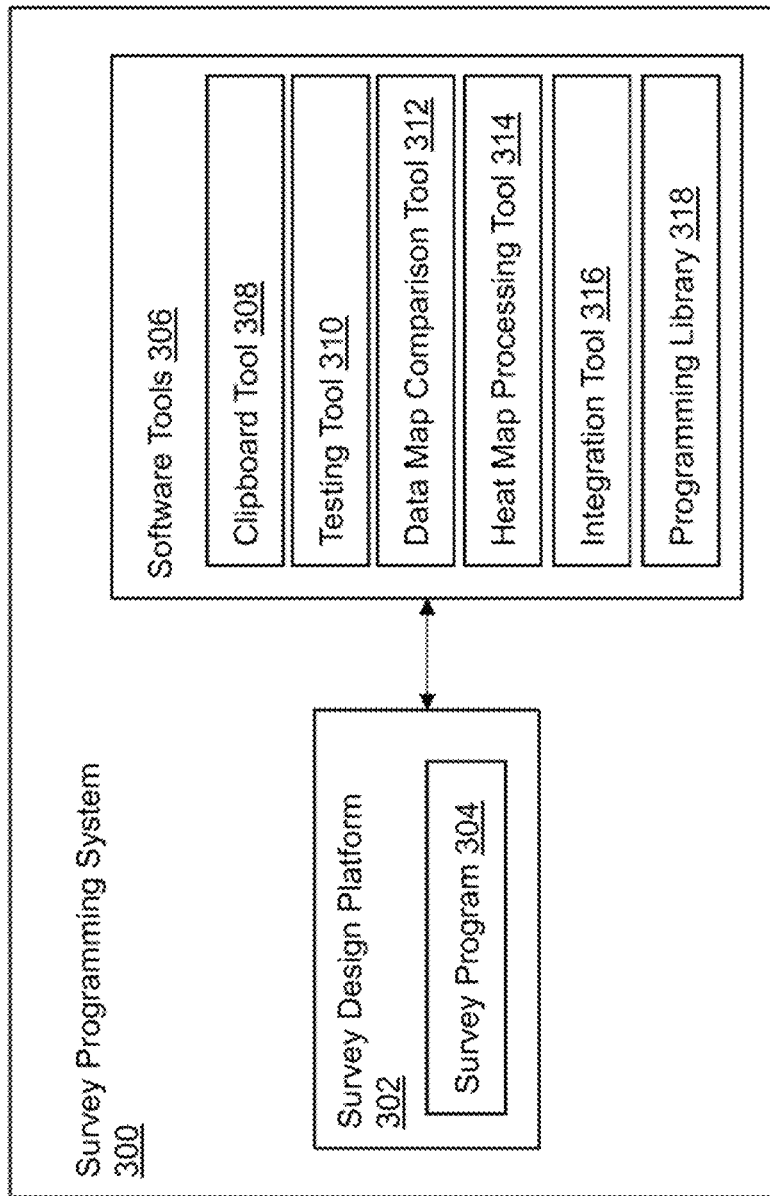 Survey Programming System
300
Survey Design Platform
302
Survey Program 304
Software Tools 306
Clipboard Tool 308
Testing Tool 310
Data Map Comparison Tool 312
Heat Map Processing Tool 314
Integration Tool 316
Programming Library 318